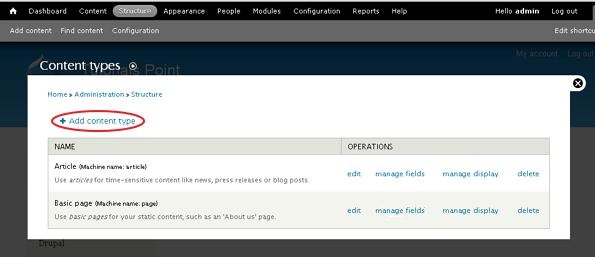 Dashboard Content Structure Appearance People Modules Configuration Reports Help Hello admin Log out
Add content Find content Configuration Edit shortcu
My account Log out
Tutorials Point
Content types
Home » Administration » Structure
+ Add content type
NAME OPERATIONS
Article (Machine name: article) edit manage fields manage display delete
Use articles for time-sensitive content like news, press releases or blog posts.
Basic page (Machine name: page) edit manage fields manage display delete
Use basic pages for your static content, such as an 'About us' page.
Drupal